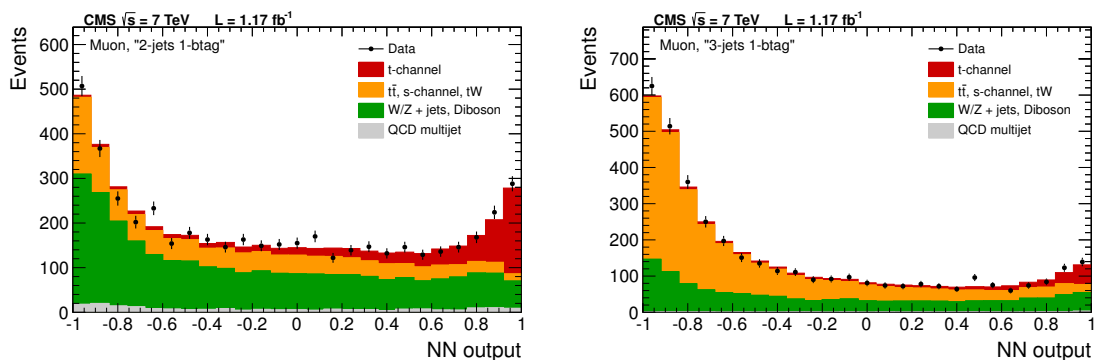 CMS √s = 7 TeV L = 1.17 fb⁻¹
Muon, "2-jets 1-btag"
Events
600
500
400
300
200
100
0
Data
t-channel
tt̄, s-channel, tW
W/Z + jets, Diboson
QCD multijet
-1 -0.8 -0.6 -0.4 -0.2 0 0.2 0.4 0.6 0.8 1
NN output
CMS √s = 7 TeV L = 1.17 fb⁻¹
Muon, "3-jets 1-btag"
Events
700
600
500
400
300
200
100
0
Data
t-channel
tt̄, s-channel, tW
W/Z + jets, Diboson
QCD multijet
-1 -0.8 -0.6 -0.4 -0.2 0 0.2 0.4 0.6 0.8 1
NN output